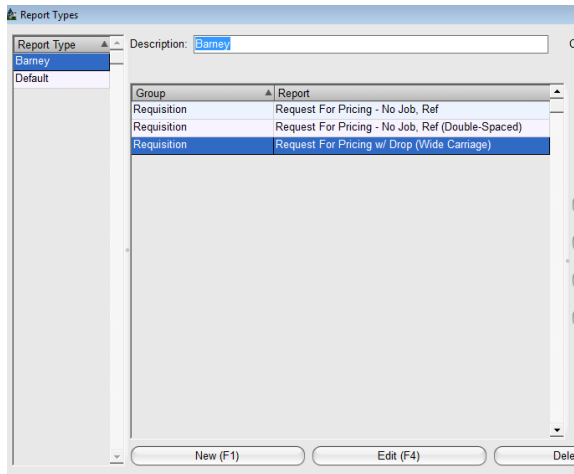 Report Types
Report Type
Barney
Default
Description: Barney
Group Report
Requisition Request For Pricing - No Job, Ref
Requisition Request For Pricing - No Job, Ref (Double-Spaced)
Requisition Request For Pricing w/ Drop (Wide Carriage)
New (F1) Edit (F4)